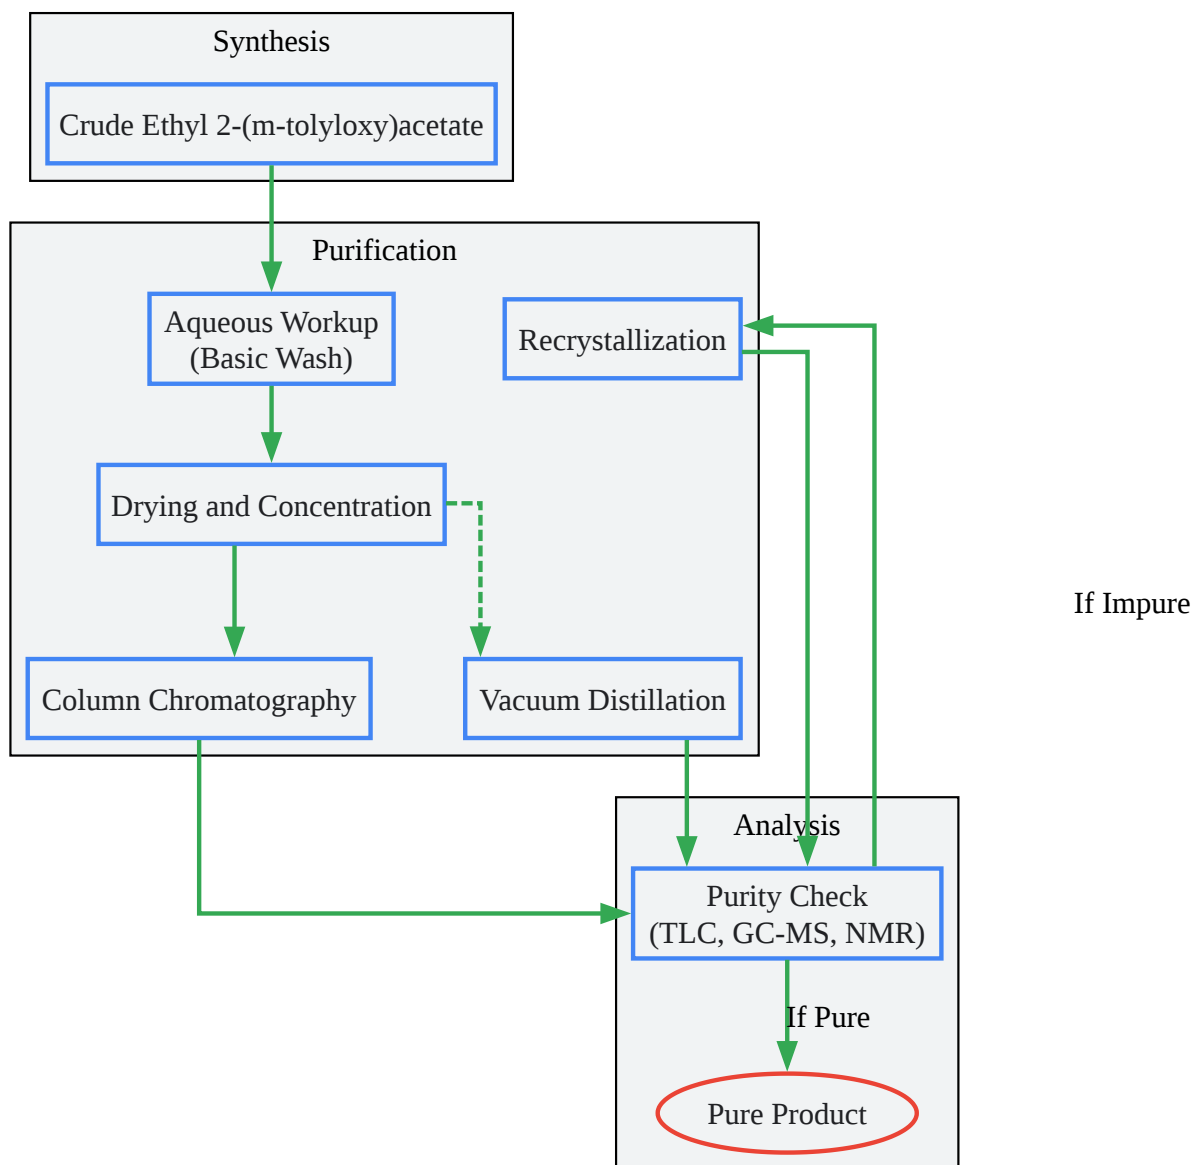 Synthesis
Crude Ethyl 2-(m-tolyloxy)acetate
Purification
Aqueous Workup
(Basic Wash)
Recrystallization
Drying and Concentration
If Impure
Column Chromatography
Vacuum Distillation
Analysis
Purity Check
(TLC, GC-MS, NMR)
If Pure
Pure Product